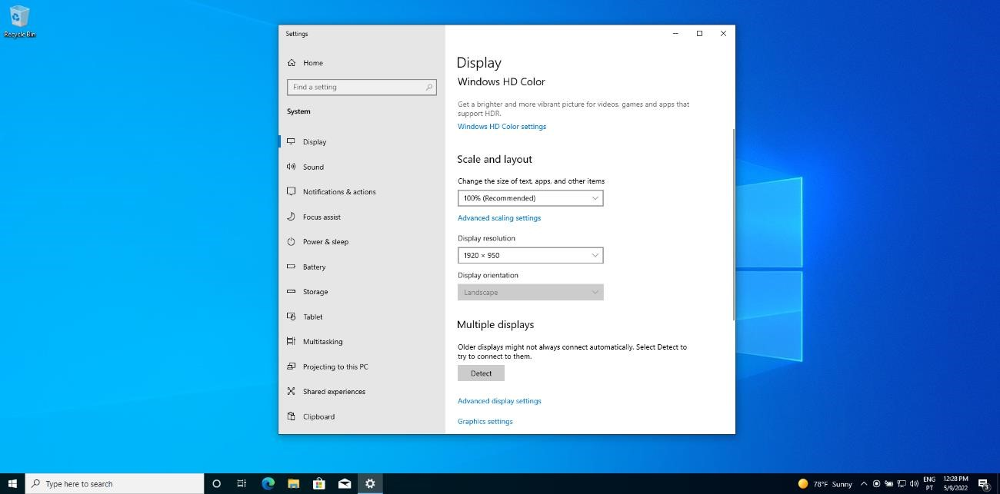 Recycle Bin
Settings
Home
Find a setting
System
Display
Sound
Notifications & actions
Focus assist
Power & sleep
Battery
Storage
Tablet
Multitasking
Projecting to this PC
Shared experiences
Clipboard
Display
Windows HD Color
Get a brighter and more vibrant picture for videos, games and apps that
support HDR.
Windows HD Color settings
Scale and layout
Change the size of text, apps, and other items
100% (Recommended)
Advanced scaling settings
Display resolution
1920 × 950
Display orientation
Landscape
Multiple displays
Older displays might not always connect automatically. Select Detect to
try to connect to them.
Detect
Advanced display settings
Graphics settings
Type here to search
78°F Sunny
ENG
PT
12:28 PM
5/9/2022
3